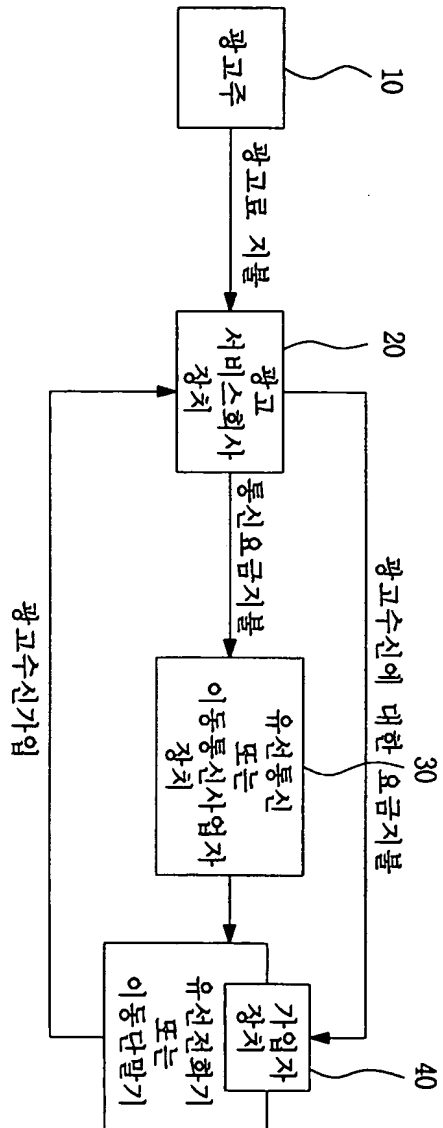 10
광고주
광고료 지불
20
광고
서비스회사
장치
광고수신에 대한 요금지불
통신요금지불
광고수신가입
30
유선통신
또는
이동통신사업자
장치
40
가입자
장치
유선전화기
또는
이동단말기